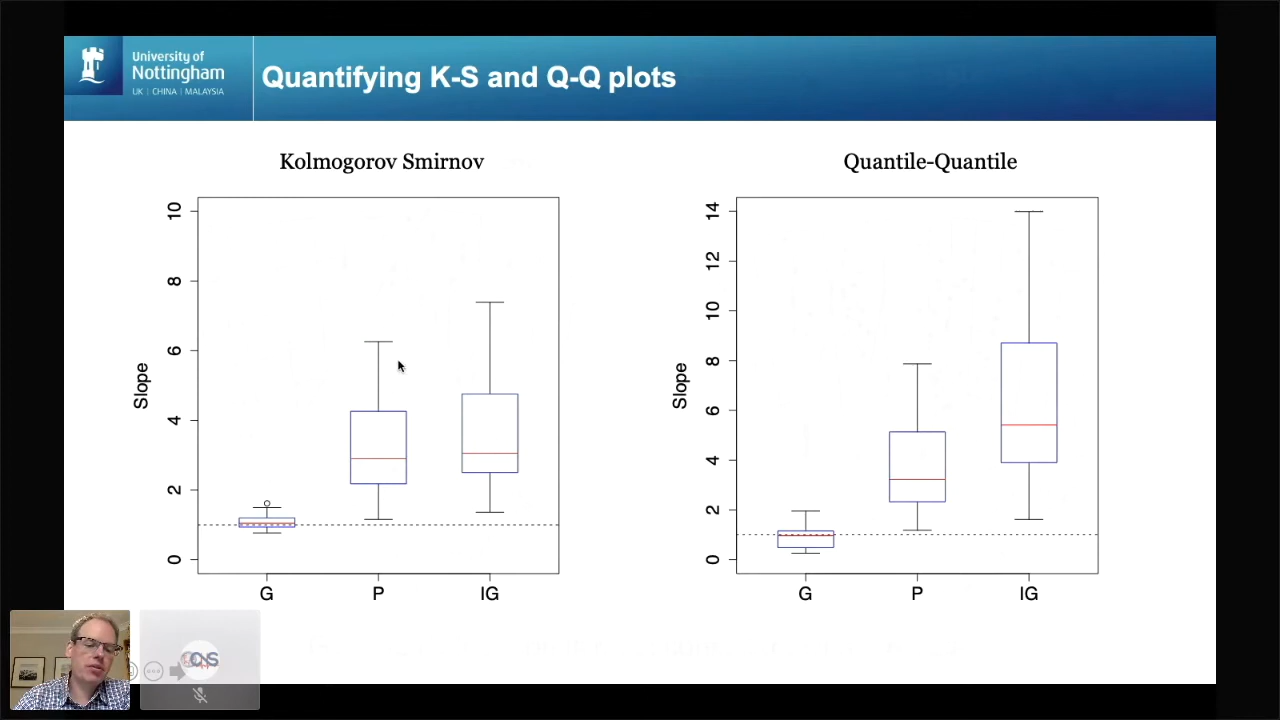 University of
Nottingham
UK | CHINA | MALAYSIA
Quantifying K-S and Q-Q plots
Kolmogorov Smirnov
10
8
6
4
2
0
Slope
G P IG
Quantile-Quantile
14
12
10
8
6
4
2
0
Slope
G P IG